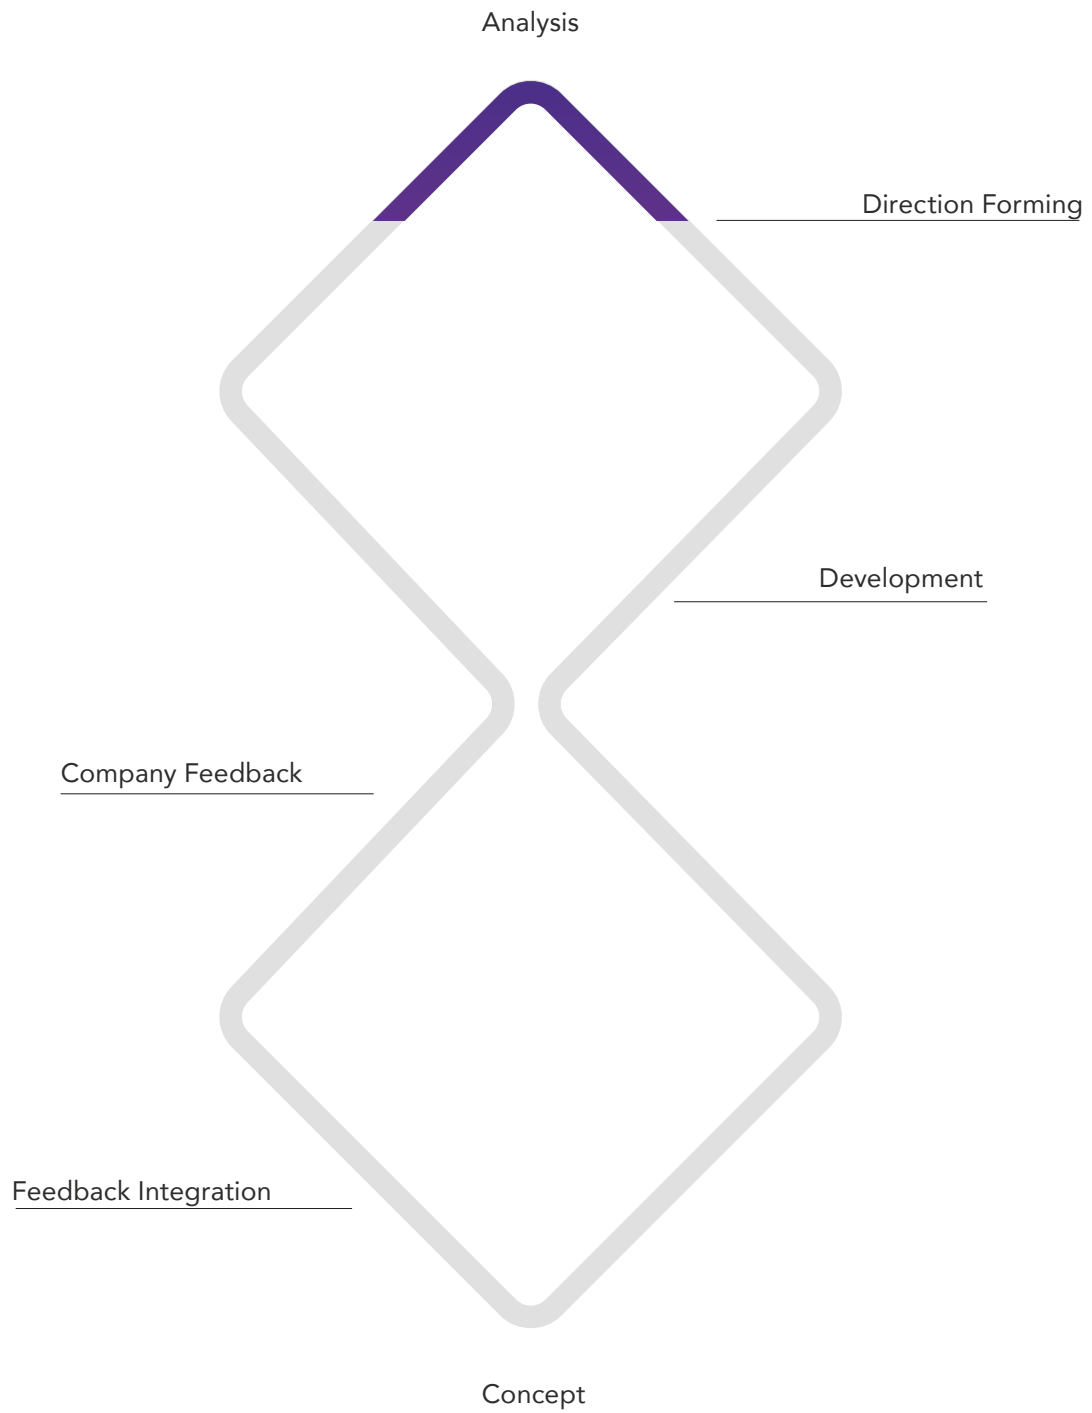 Analysis
Direction Forming
Development
Company Feedback
Feedback Integration
Concept